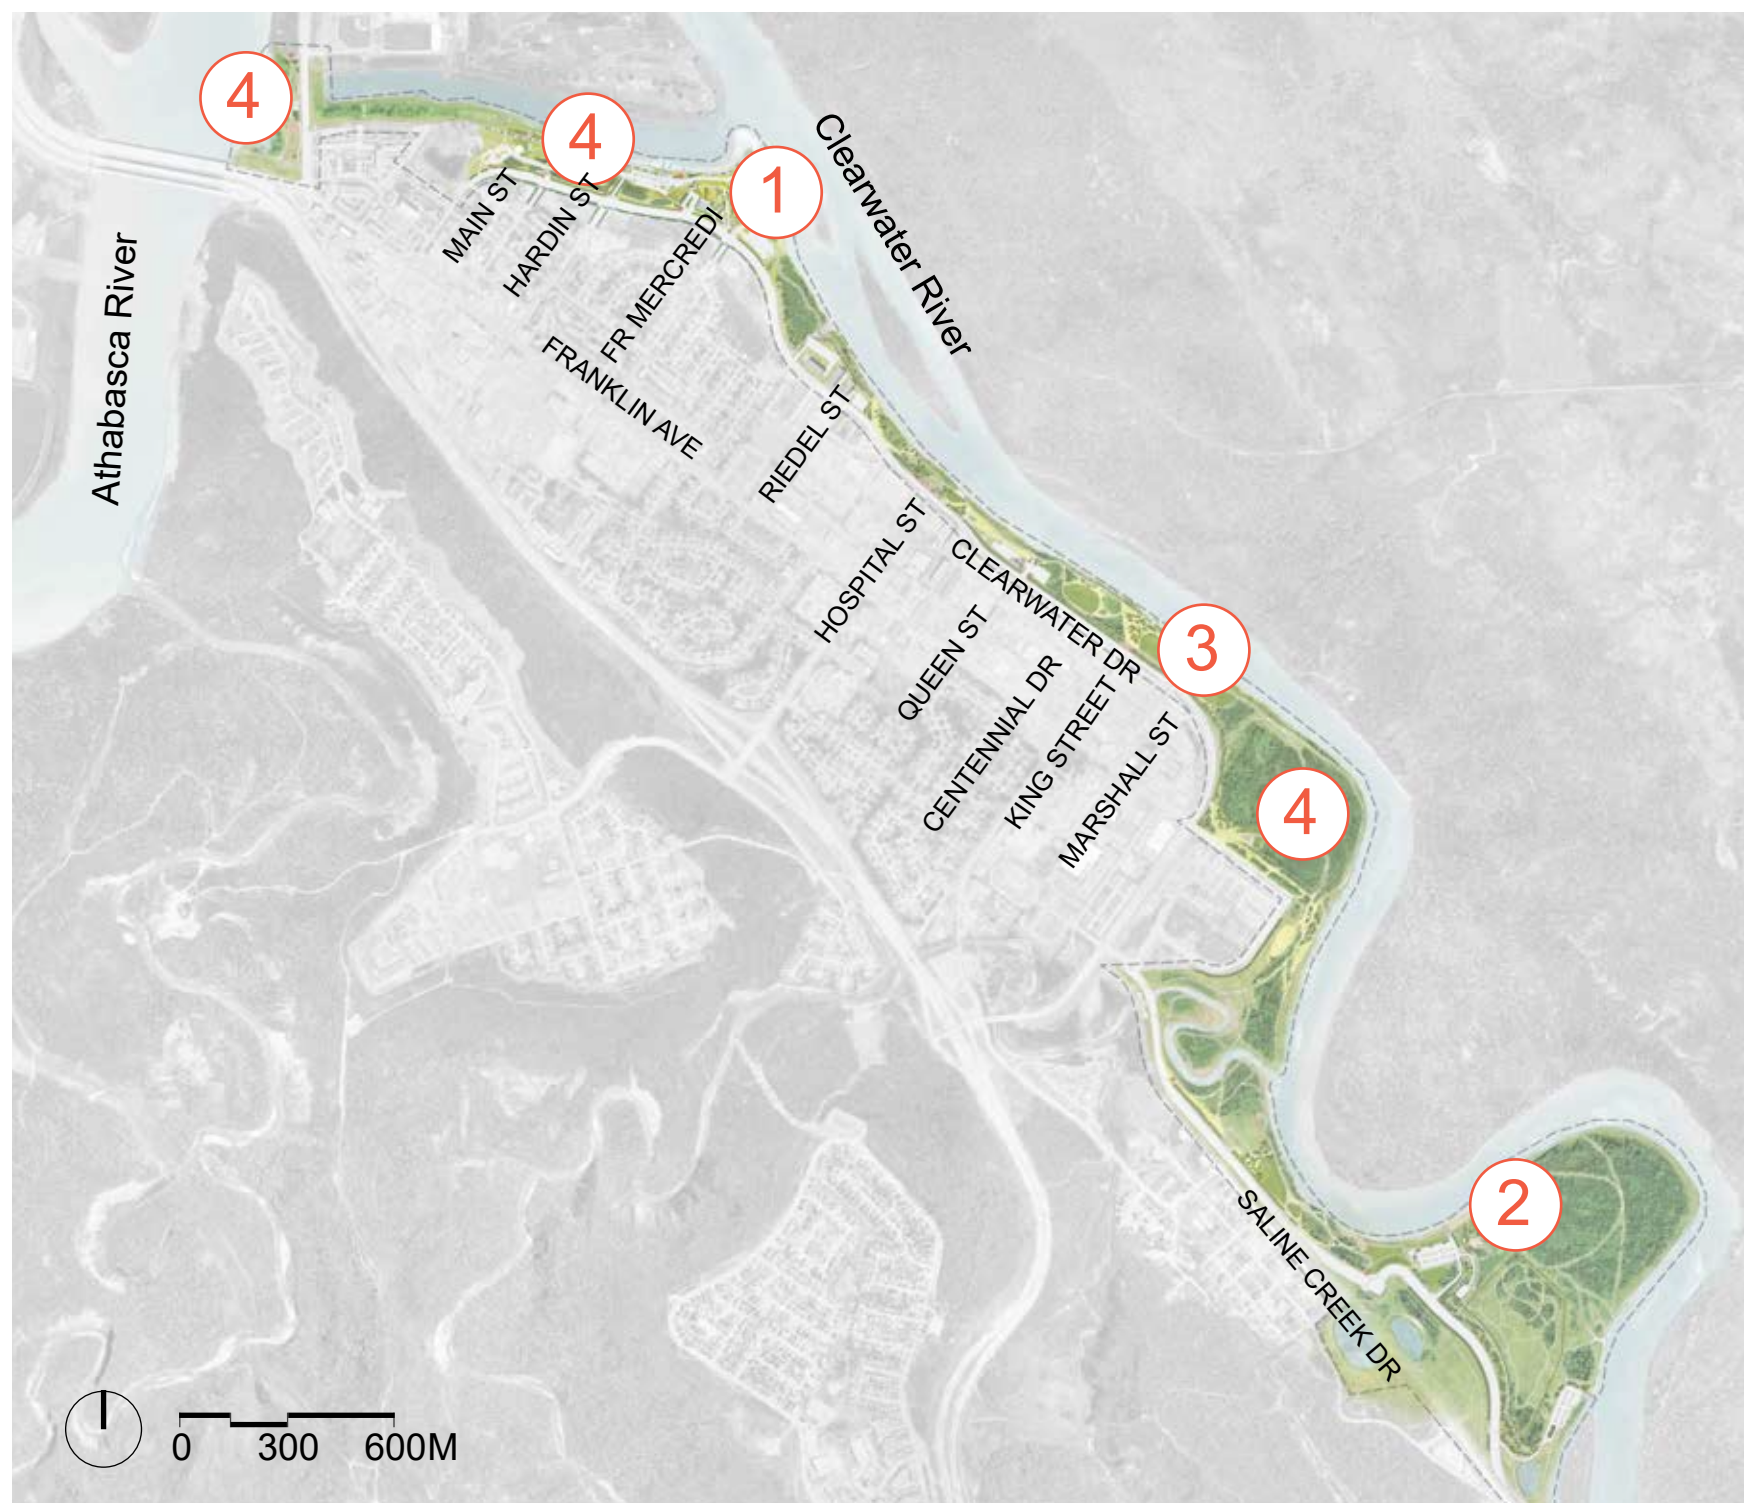 4
4
1
Clearwater River
MAIN ST
HARDIN ST
FR MERCREDI
Athabasca River
FRANKLIN AVE
RIEDEL ST
HOSPITAL ST
CLEARWATER DR
3
QUEEN ST
CENTENNIAL DR
KING STREET
MARSHALL ST
4
2
SALINE CREEK DR
0 300 600M